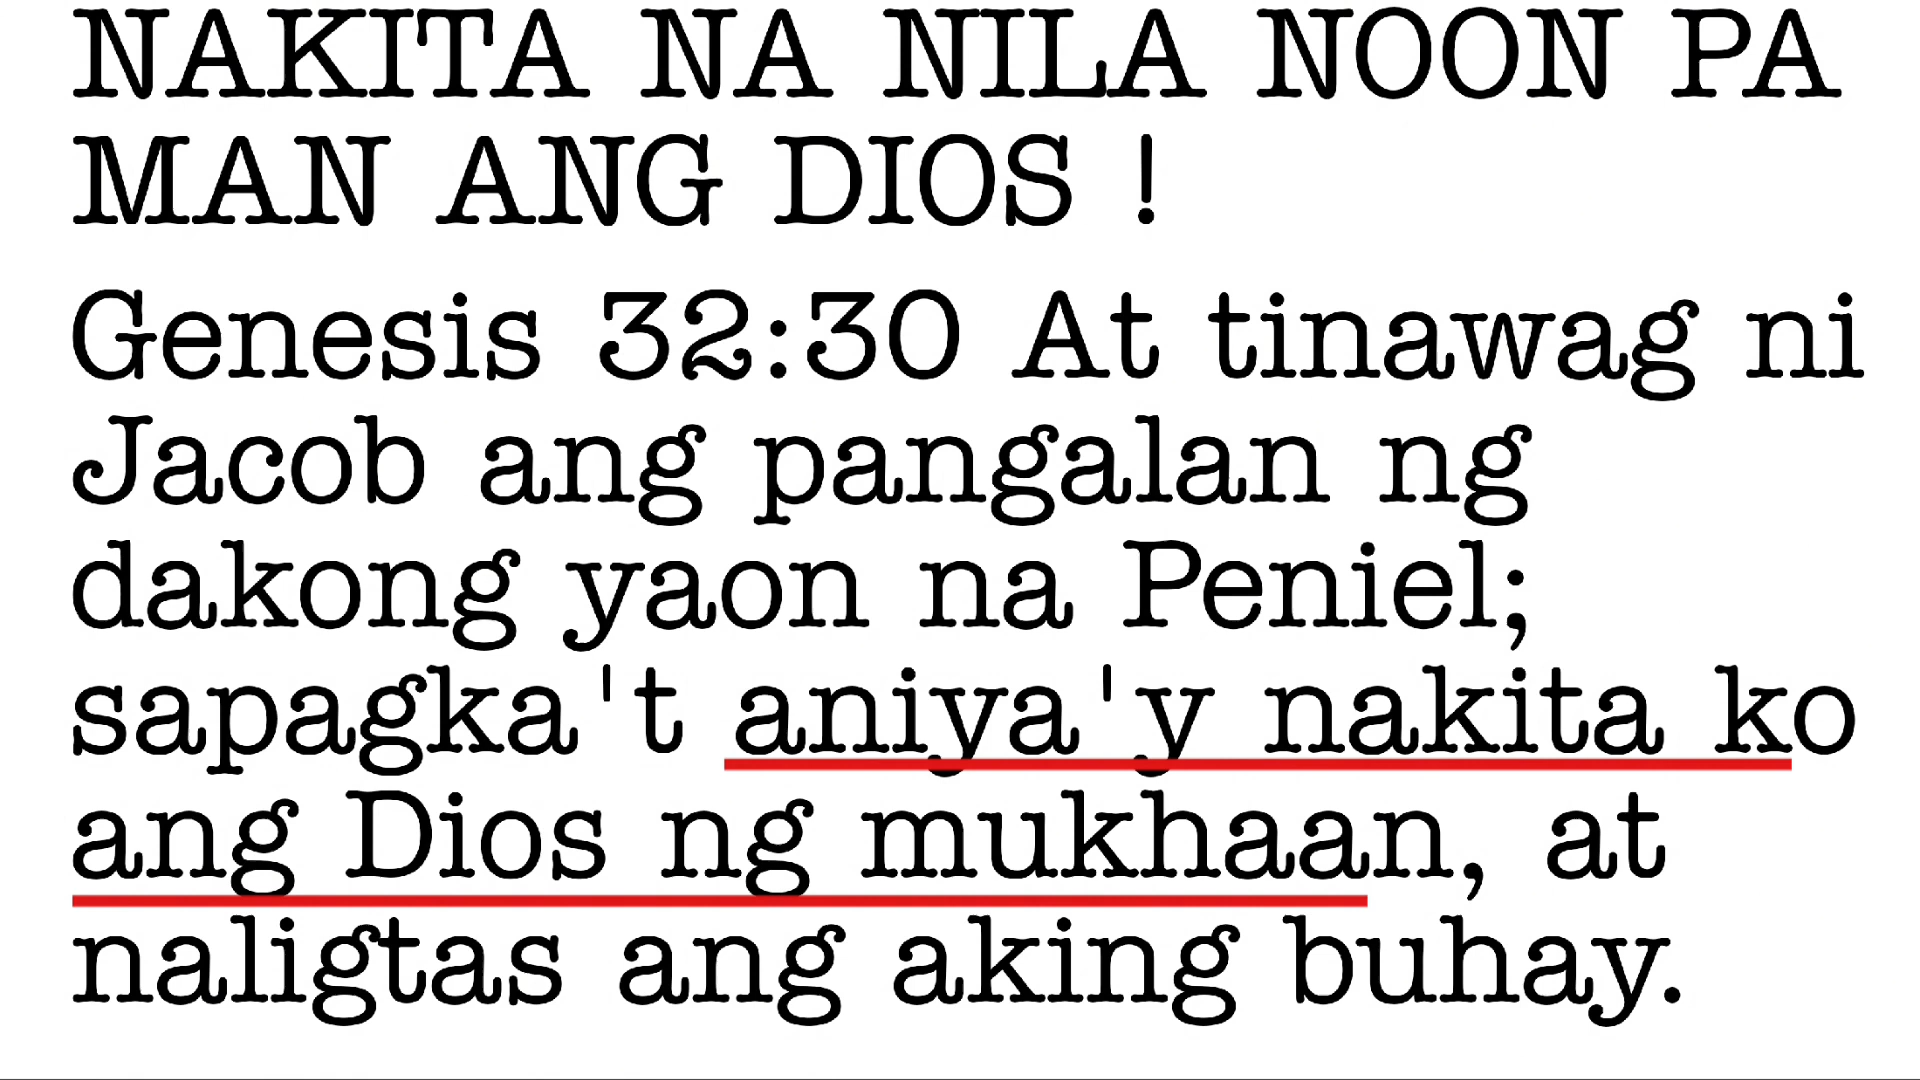 NAKITA NA NILA NOON PA
MAN ANG DIOS !
Genesis 32:30 At tinawag ni
Jacob ang pangalan ng
dakong yaon na Peniel;
sapagka't aniya'y nakita ko
ang Dios ng mukhaan, at
naligtas ang aking buhay.